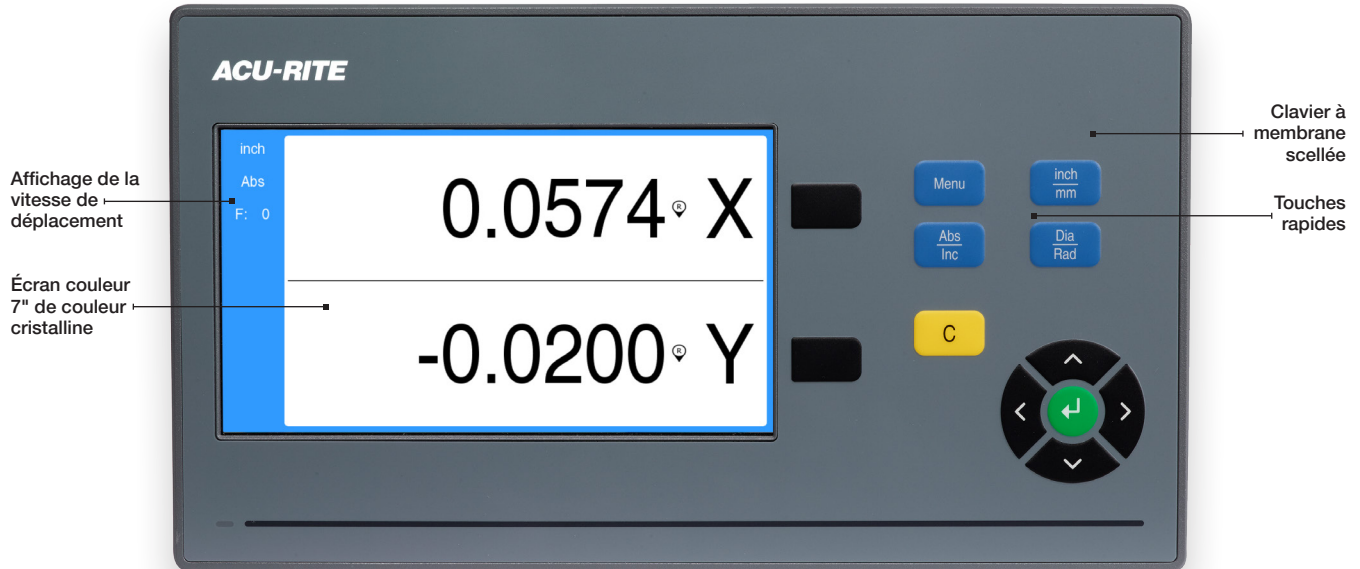 ACU-RITE
inch
Abs
F: 0
0.0574 ® X
-0.0200 ® Y
Menu
inch
mm
Abs
Inc
Dia
Rad
C
Affichage de la
vitesse de
déplacement
Écran couleur
7" de couleur
cristalline
Clavier à
membrane
scellée
Touches
rapides